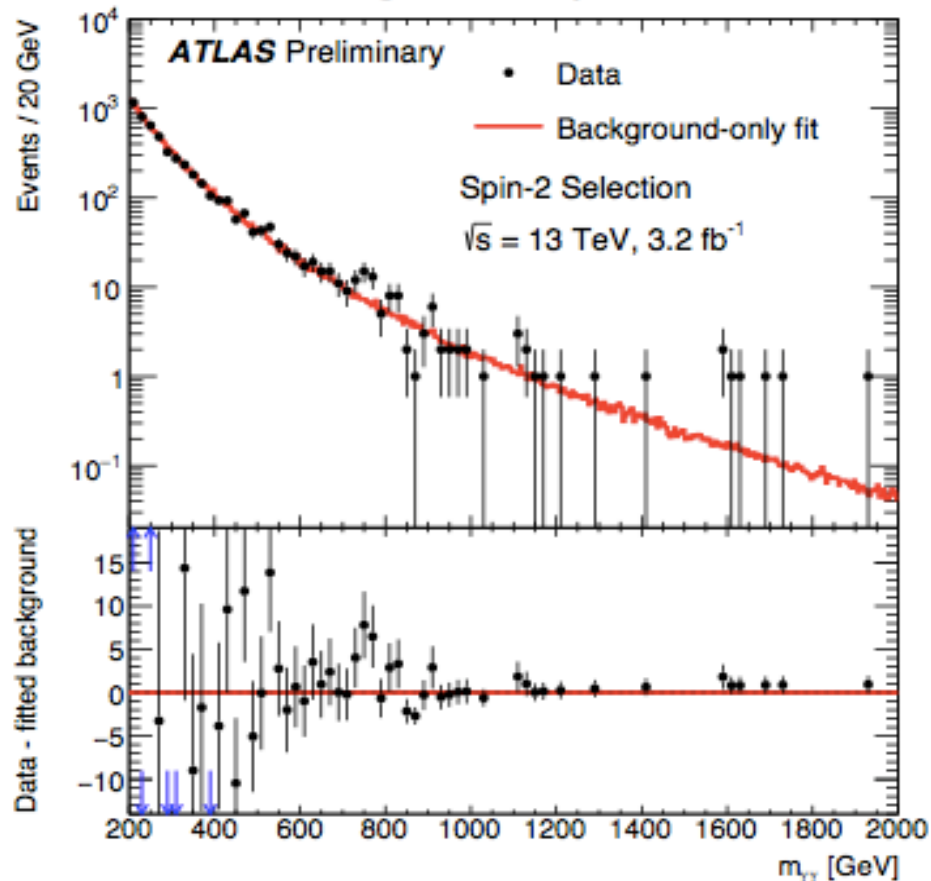 ATLAS Preliminary
Data
Background-only fit
Spin-2 Selection
√s = 13 TeV, 3.2 fb⁻¹
Events / 20 GeV
10⁴
10³
10²
10
1
10⁻¹
Data - fitted background
15
10
5
0
−5
−10
200 400 600 800 1000 1200 1400 1600 1800 2000
m_γγ [GeV]